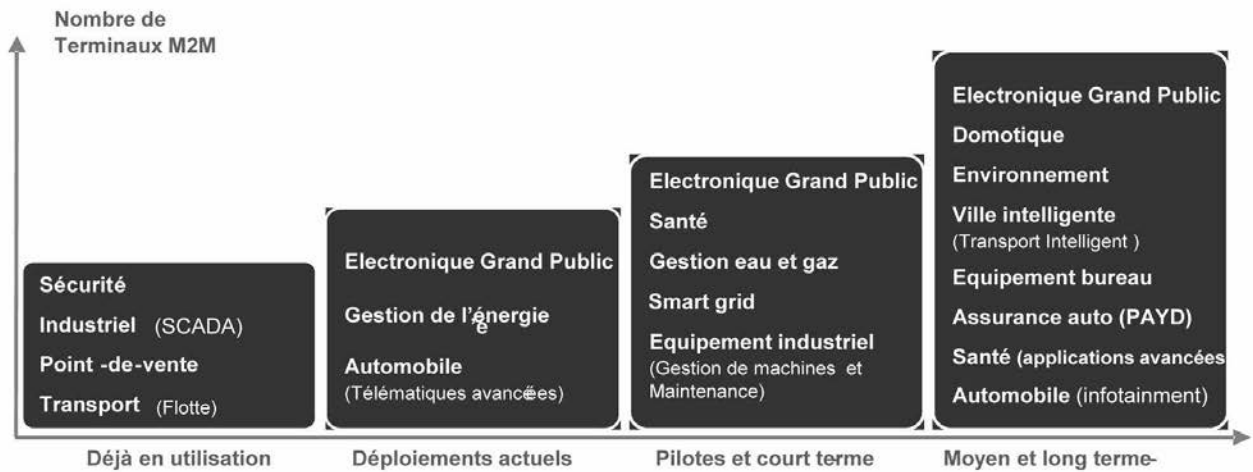 Nombre de
Terminaux M2M
Sécurité
Industriel (SCADA)
Point -de-vente
Transport (Flotte)
Electronique Grand Public
Gestion de l'énergie
Automobile
(Télématiques avancées)
Electronique Grand Public
Santé
Gestion eau et gaz
Smart grid
Equipement industriel
(Gestion de machines et
Maintenance)
Electronique Grand Public
Domotique
Environnement
Ville intelligente
(Transport Intelligent )
Equipement bureau
Assurance auto (PAYD)
Santé (applications avancées
Automobile (infotainment)
Déjà en utilisation
Déploiements actuels
Pilotes et court terme
Moyen et long terme-